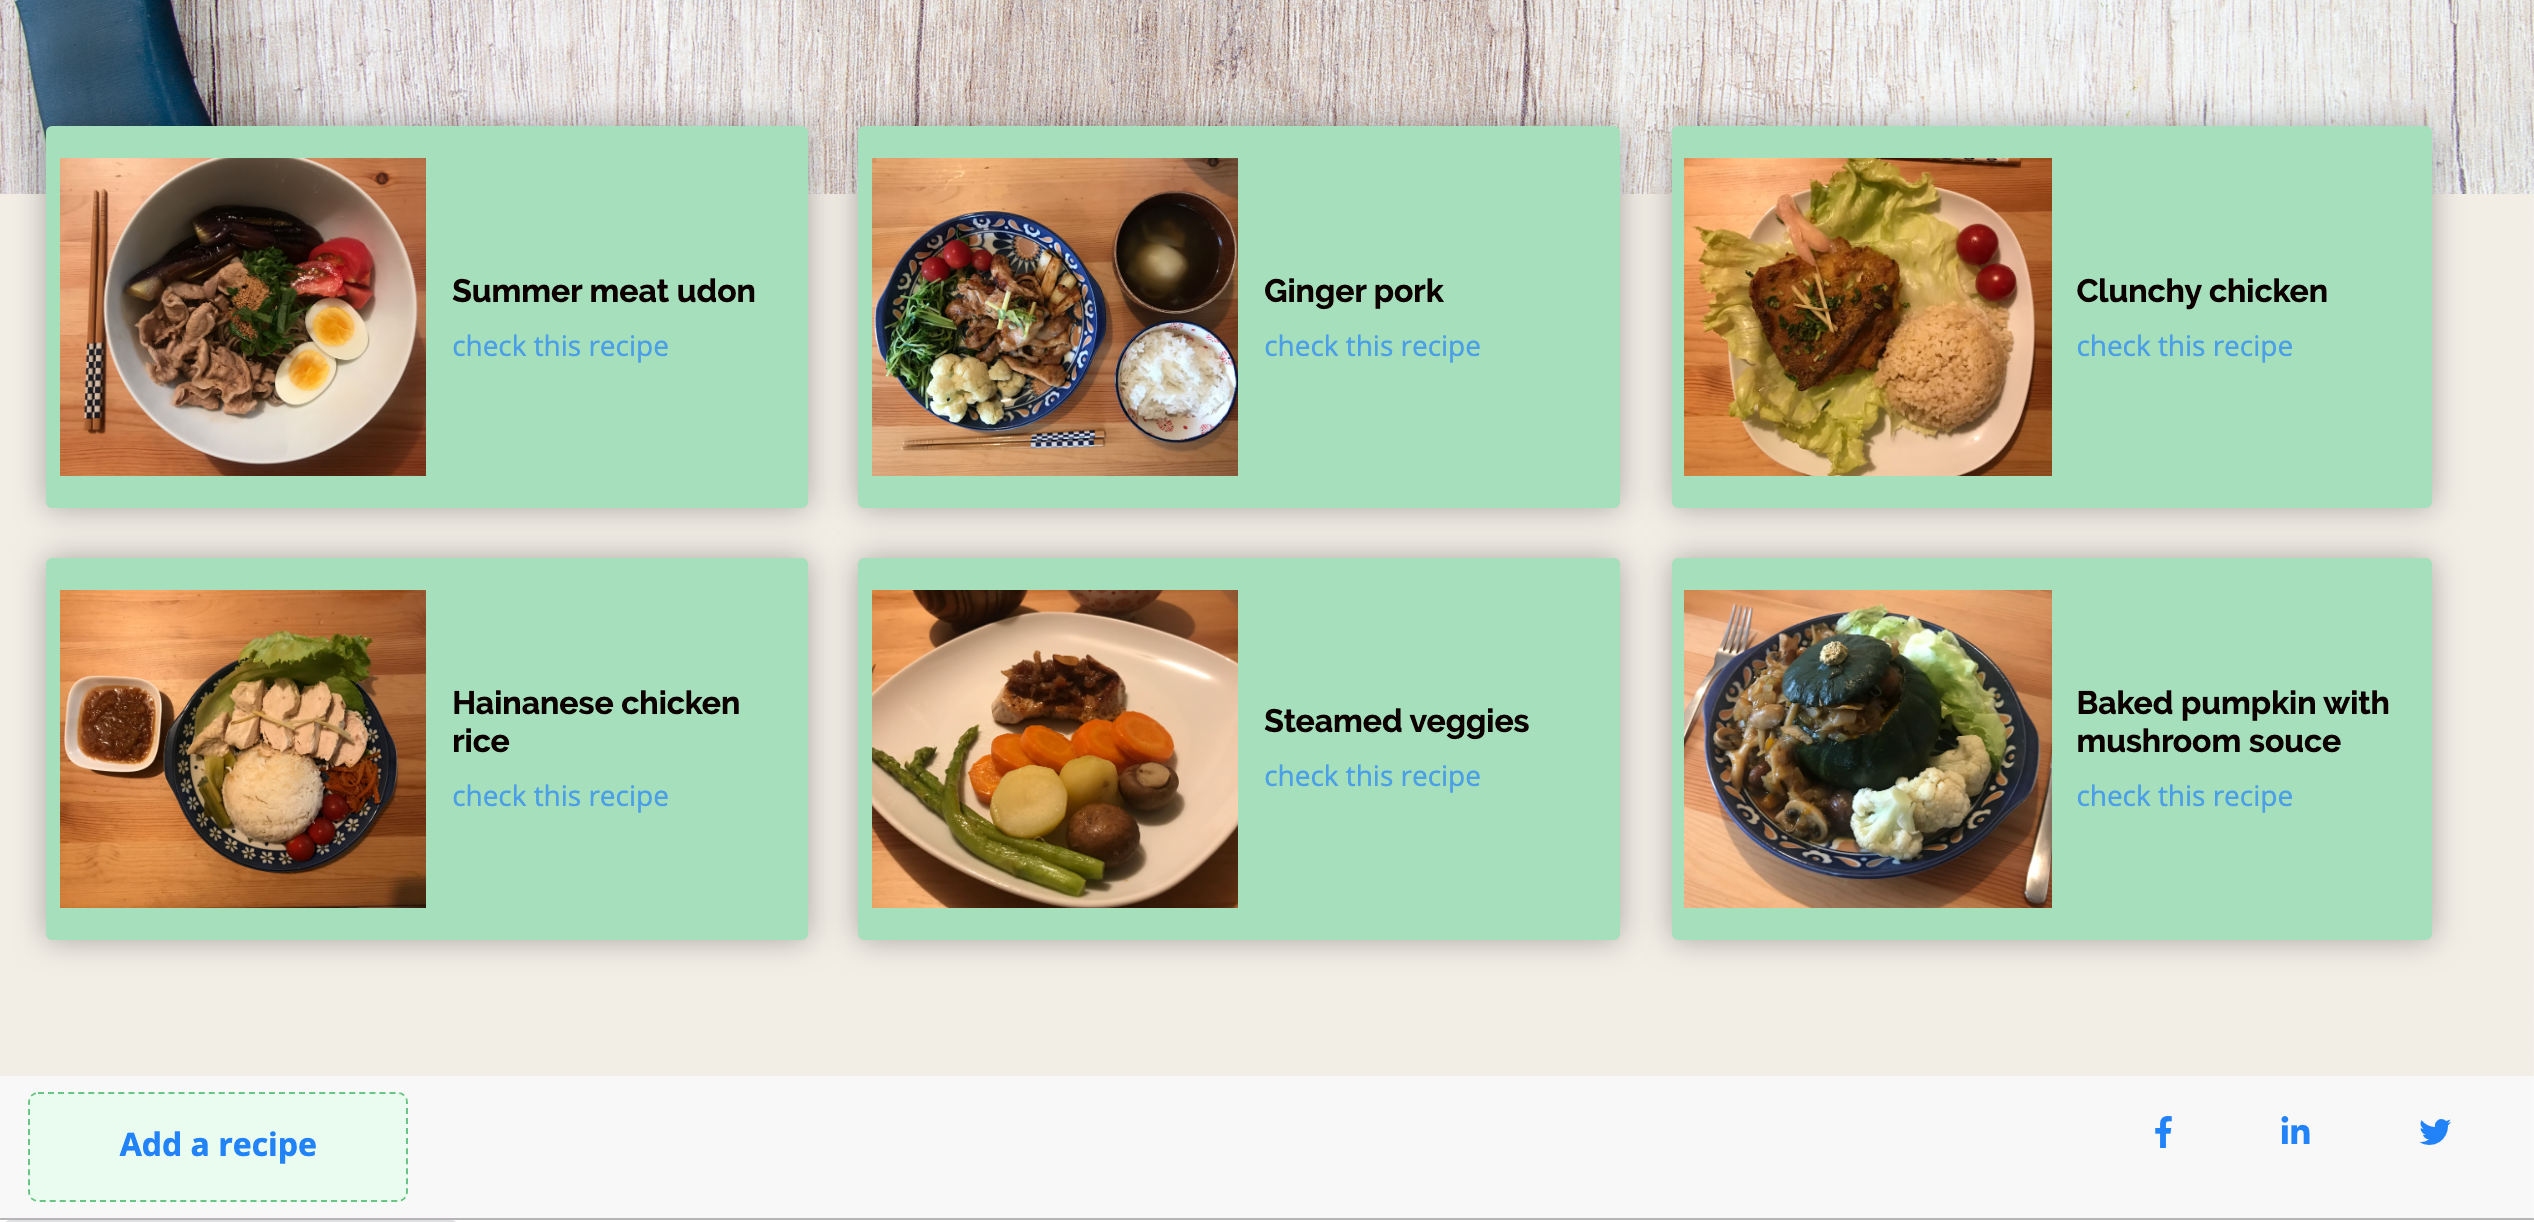 Summer meat udon
check this recipe
Ginger pork
check this recipe
Clunchy chicken
check this recipe
Hainanese chicken
rice
check this recipe
Steamed veggies
check this recipe
Baked pumpkin with
mushroom souce
check this recipe
Add a recipe